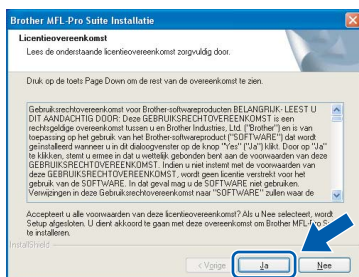 Brother MFL-Pro Suite Installatie
Licentieovereenkomst
Lees de onderstaande licentieovereenkomst zorgvuldig door.
Druk op de toets Page Down om de rest van de overeenkomst te zien.
Gebruiksrechtovereenkomst voor Brother-softwareproducten BELANGRIJK- LEEST U
DIT AANDACHTIG DOOR: Deze GEBRUIKSRECHTOVEREENKOMST is een
rechtsgeldige overeenkomst tussen u en Brother Industries, Ltd. ("Brother") en is van
toepassing op het gebruik van het Brother-softwareproduct ("SOFTWARE") dat wordt
geïnstalleerd wanneer u in dit dialoogvenster op de knop "Yes" ("Ja") klikt. Door op "Ja"
te klikken, stemt u ermee in dat u wettelijk gebonden bent aan de voorwaarden van deze
GEBRUIKSRECHTOVEREENKOMST. Indien u niet instemt met de voorwaarden van
deze GEBRUIKSRECHTOVEREENKOMST, wordt geen licentie verstrekt voor het
gebruik van de SOFTWARE. In dat geval mag u de SOFTWARE niet gebruiken.
Verwijzingen in deze Gebruiksrechtovereenkomst naar "SOFTWARE" zullen waar de
Accepteert u alle voorwaarden van deze licentieovereenkomst? Als u Nee selecteert, wordt
Setup afgesloten. U dient akkoord te gaan met deze overeenkomst om Brother MFL-Pro S
te installeren.
InstallShield
< Vorige Ja Nee